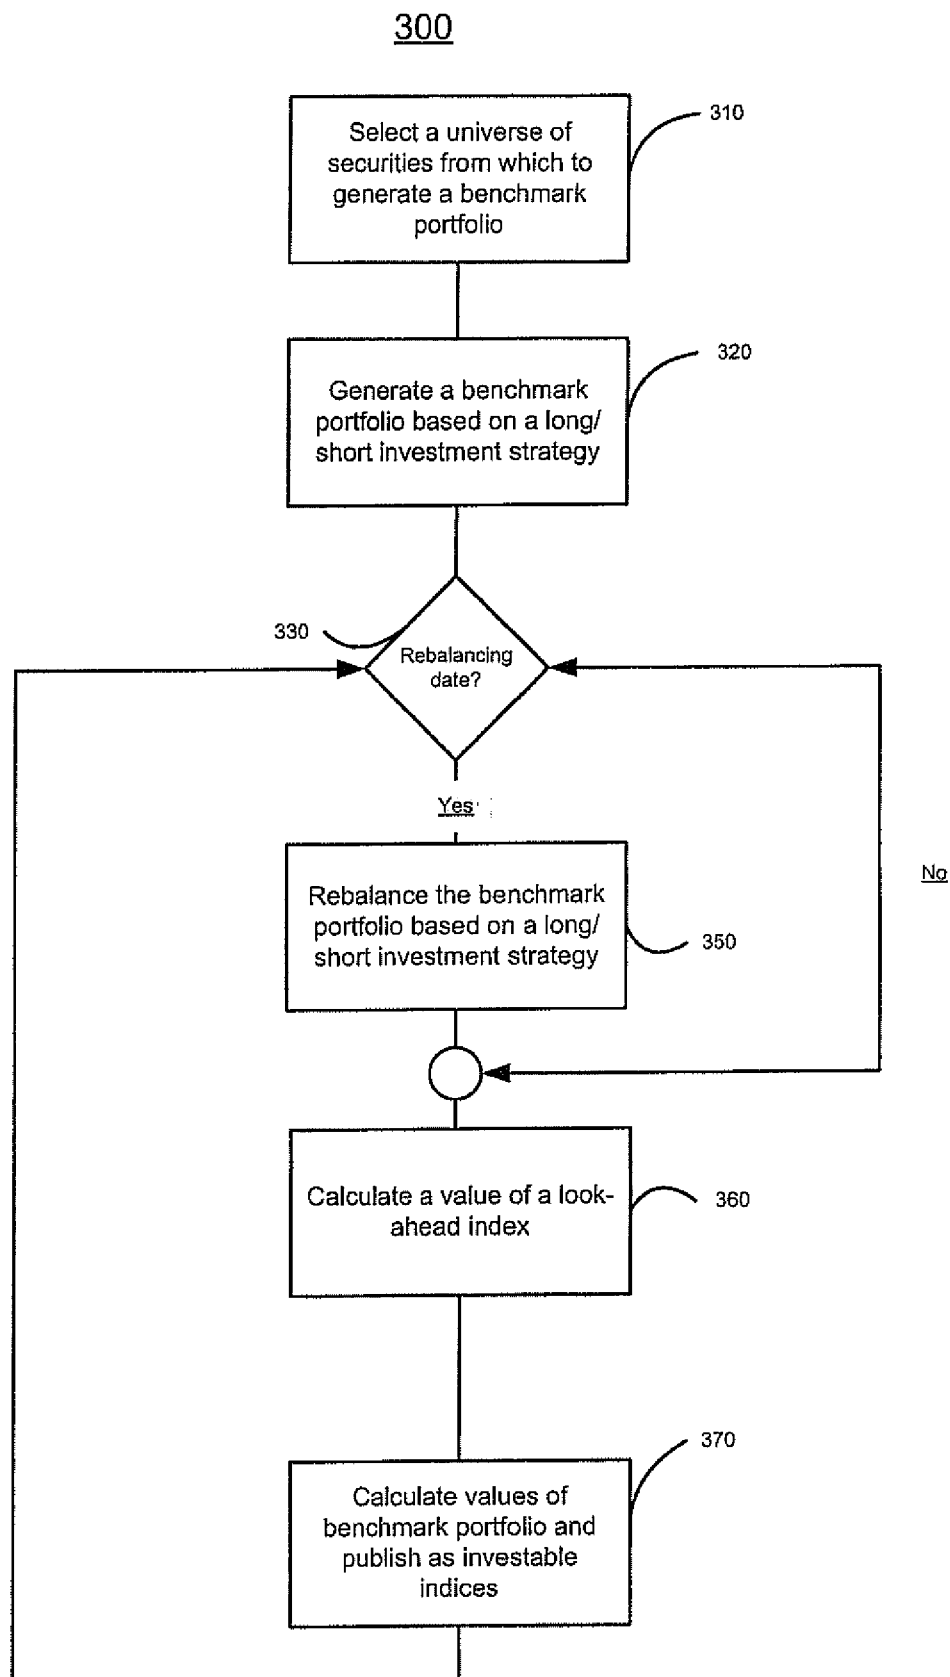 300
Select a universe of
securities from which to
generate a benchmark
portfolio
310
Generate a benchmark
portfolio based on a long/
short investment strategy
320
330
Rebalancing
date?
Yes
No
Rebalance the benchmark
portfolio based on a long/
short investment strategy
350
Calculate a value of a look-
ahead index
360
Calculate values of
benchmark portfolio and
publish as investable
indices
370